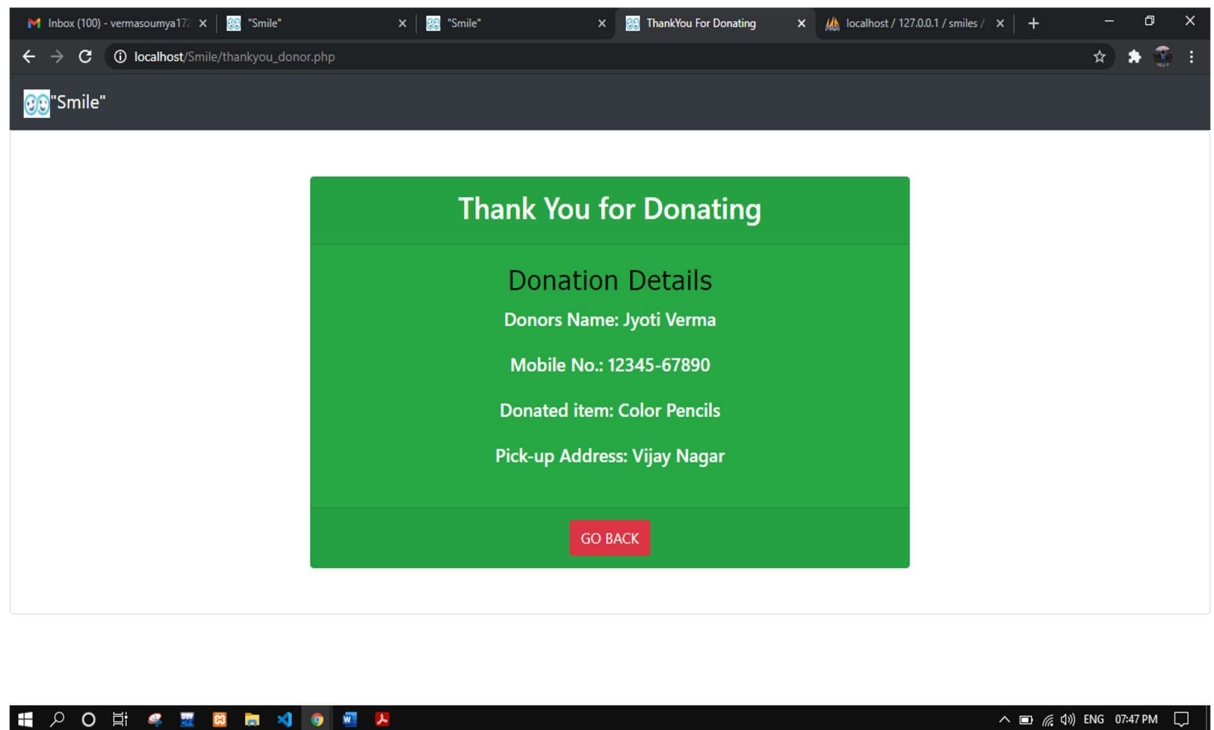 Inbox (100) - vermasoumya172
"Smile"
"Smile"
ThankYou For Donating
localhost / 127.0.0.1 / smiles /
localhost/Smile/thankyou_donor.php
"Smile"
Thank You for Donating
Donation Details
Donors Name: Jyoti Verma
Mobile No.: 12345-67890
Donated item: Color Pencils
Pick-up Address: Vijay Nagar
GO BACK
ENG 07:47 PM